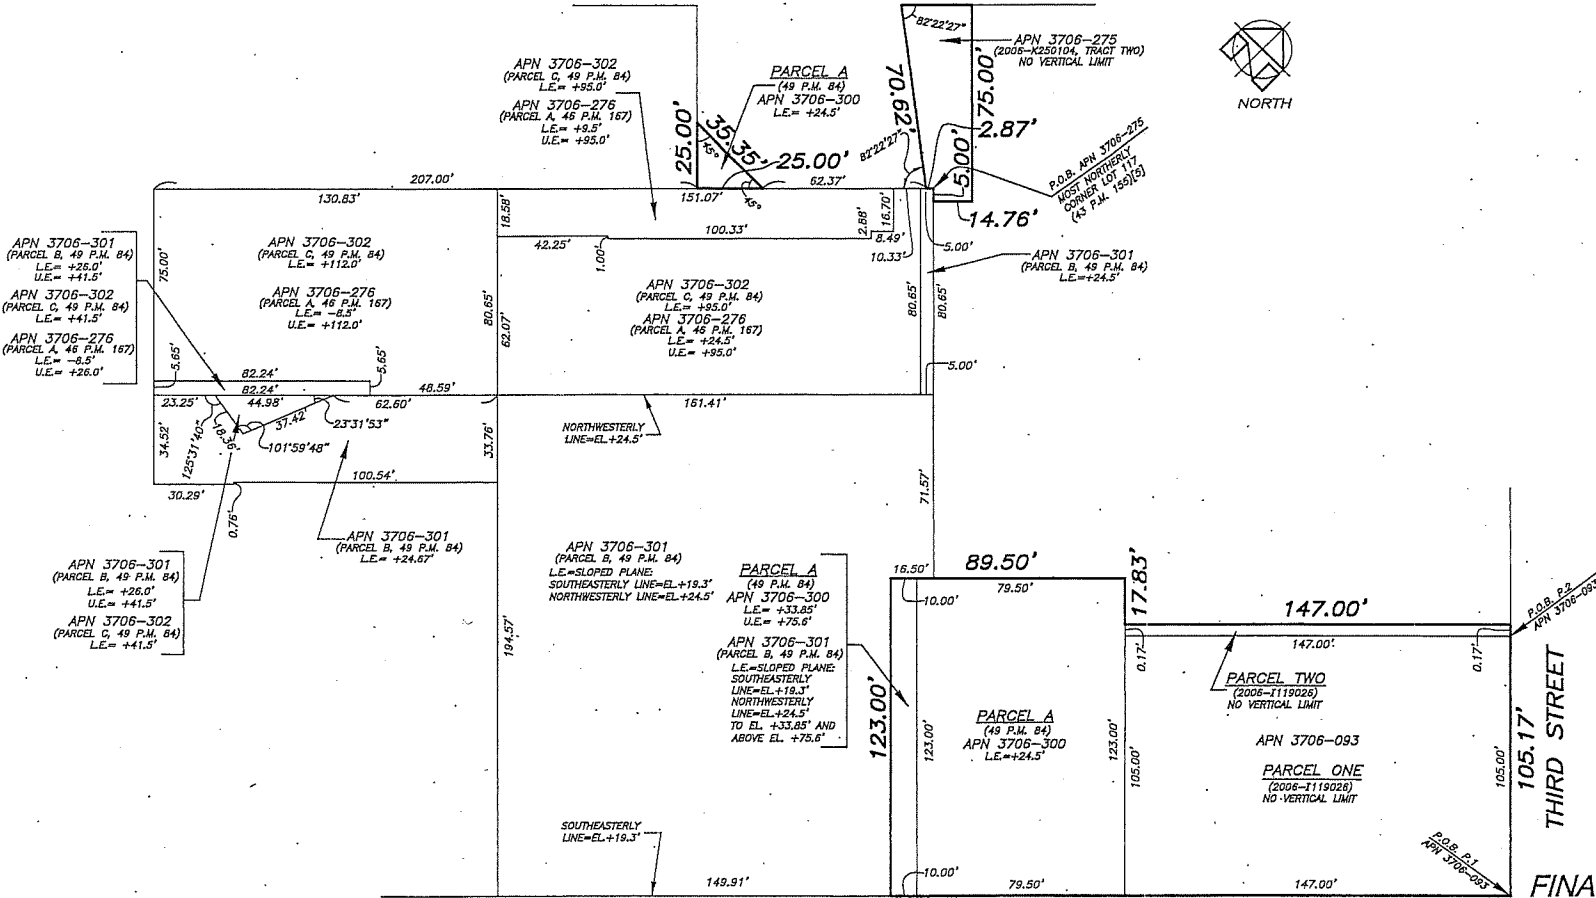 82°22'27"
APN 3706-275
(2006-K250104, TRACT TWO)
NO VERTICAL LIMIT
NORTH
APN 3706-302
(PARCEL C, 49 P.M. 84)
L.E.= +95.0'
APN 3706-276
(PARCEL A, 46 P.M. 167)
L.E.= +9.5'
U.E.= +95.0'
PARCEL A
(49 P.M. 84)
APN 3706-300
L.E.= +24.5'
25.00'
35.35'
45°
25.00'
45°
62.37'
70.62'
82°22'27"
75.00'
2.87'
5.00'
14.76'
P.O.B. APN 3706-275
MOST NORTHERLY
CORNER LOT 117
(43 P.M. 155)[5]
207.00'
130.83'
151.07'
18.58'
42.25'
1.00'
100.33'
2.88'
16.70'
8.49'
10.33'
5.00'
APN 3706-301
(PARCEL B, 49 P.M. 84)
L.E.=+24.5'
APN 3706-301
(PARCEL B, 49 P.M. 84)
L.E.= +26.0'
U.E.= +41.5'
APN 3706-302
(PARCEL C, 49 P.M. 84)
L.E.= +41.5'
APN 3706-276
(PARCEL A, 46 P.M. 167)
L.E.= -8.5'
U.E.= +26.0'
75.00'
APN 3706-302
(PARCEL C, 49 P.M. 84)
L.E.= +112.0'
APN 3706-276
(PARCEL A, 46 P.M. 167)
L.E.= -8.5'
U.E.= +112.0'
80.65'
62.07'
APN 3706-302
(PARCEL C, 49 P.M. 84)
L.E.= +95.0'
APN 3706-276
(PARCEL A, 46 P.M. 167)
L.E.= +24.5'
U.E.= +95.0'
80.65'
80.65'
5.00'
5.65'
82.24'
82.24'
5.65'
48.59'
23.25'
44.98'
62.60'
161.41'
34.52'
125°31'40"
18.36'
37.42'
23°31'53"
101°59'48"
33.76'
100.54'
30.29'
0.76'
NORTHWESTERLY
LINE=EL.+24.5'
71.57'
APN 3706-301
(PARCEL B, 49 P.M. 84)
L.E.= +24.67'
APN 3706-301
(PARCEL B, 49 P.M. 84)
L.E.= +26.0'
U.E.= +41.5'
APN 3706-302
(PARCEL C, 49 P.M. 84)
L.E.= +41.5'
194.57'
APN 3706-301
(PARCEL B, 49 P.M. 84)
L.E.=SLOPED PLANE:
SOUTHEASTERLY LINE=EL.+19.3'
NORTHWESTERLY LINE=EL.+24.5'
PARCEL A
(49 P.M. 84)
APN 3706-300
L.E.= +33.85'
U.E.= +75.6'
APN 3706-301
(PARCEL B, 49 P.M. 84)
L.E.=SLOPED PLANE:
SOUTHEASTERLY
LINE=EL.+19.3'
NORTHWESTERLY
LINE=EL.+24.5'
TO EL. +33.85' AND
ABOVE EL. +75.6'
16.50'
89.50'
79.50'
10.00'
17.83'
147.00'
147.00'
0.17'
0.17'
P.O.B. P.2
APN 3706-093
PARCEL TWO
(2006-I119026)
NO VERTICAL LIMIT
123.00'
123.00'
PARCEL A
(49 P.M. 84)
APN 3706-300
L.E.=+24.5'
123.00'
105.00'
APN 3706-093
PARCEL ONE
(2006-I119026)
NO VERTICAL LIMIT
105.00'
105.17'
THIRD STREET
SOUTHEASTERLY
LINE=EL.+19.3'
149.91'
10.00'
79.50'
147.00'
P.O.B. P.1
APN 3706-093
FINA